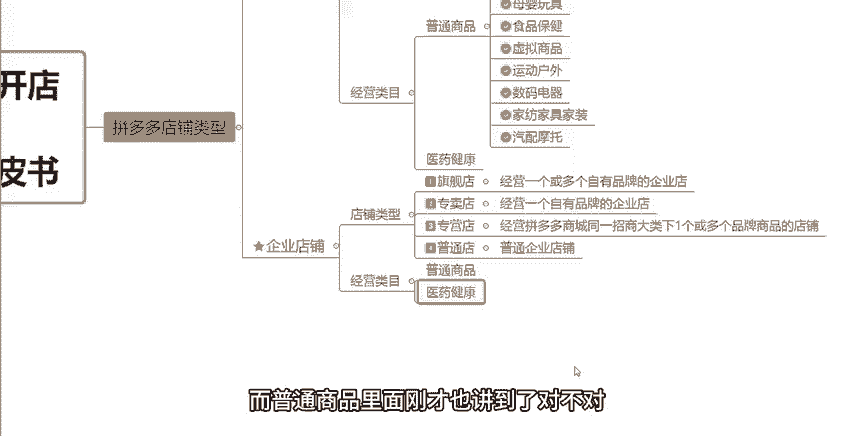 母婴玩具
普通商品
食品保健
虚拟商品
开店
运动户外
经营类目
数码电器
拼多多店铺类型
家纺家具家装
汽配摩托
皮书
医药健康
旗舰店 经营一个或多个自有品牌的企业店
专卖店 经营一个自有品牌的企业店
店铺类型
专营店 经营拼多多商城同一招商大类下1个或多个品牌商品的店铺
企业店铺
普通店 普通企业店铺
普通商品
经营类目
医药健康
而普通商品里面刚才也讲到了对不对